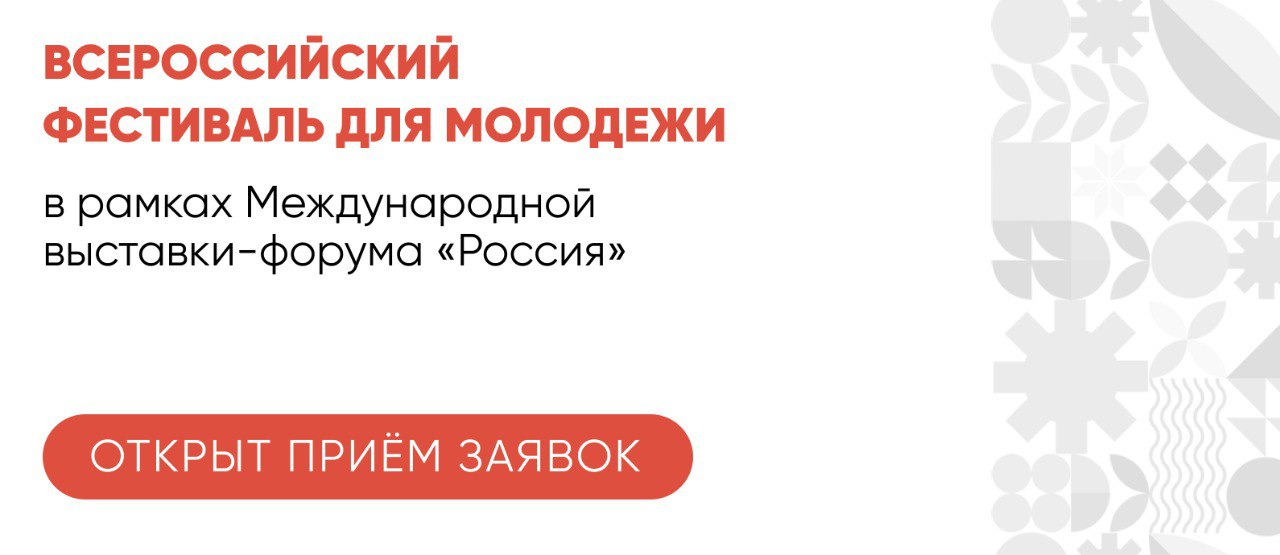 ВСЕРОССИЙСКИЙ
ФЕСТИВАЛЬ ДЛЯ МОЛОДЕЖИ
в рамках Международной
выставки-форума «Россия»
ОТКРЫТ ПРИЁМ ЗАЯВОК